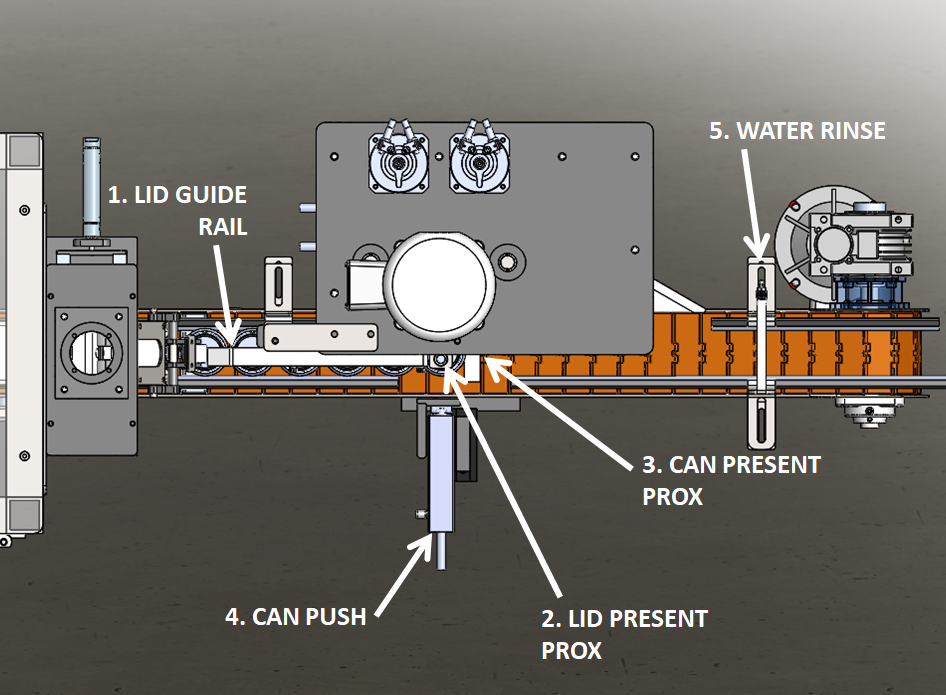 1. LID GUIDE
RAIL
5. WATER RINSE
3. CAN PRESENT
PROX
4. CAN PUSH
2. LID PRESENT
PROX